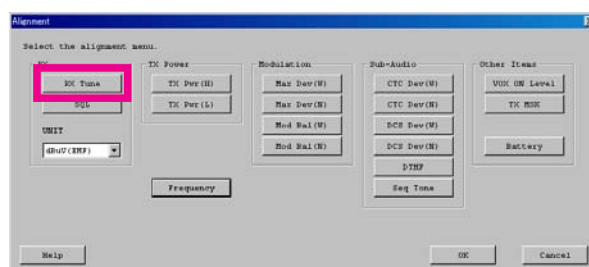 Alignment
Select the alignment menu.
RX
RX Tune
SQL
UNIT
dBuV(EMF)
TX Power
TX Pwr(H)
TX Pwr(L)
Frequency
Modulation
Max Dev(W)
Max Dev(N)
Mod Bal(W)
Mod Bal(N)
Sub-Audio
CTC Dev(W)
CTC Dev(N)
DCS Dev(W)
DCS Dev(N)
DTMF
Seq Tone
Other Items
VOX ON Level
TX MSK
Battery
Help
OK
Cancel